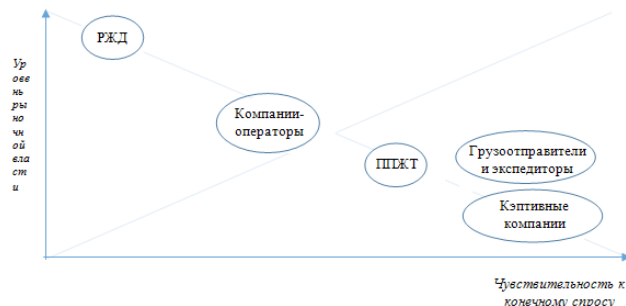 РЖД
Ур
ове
нь
ры
но
чн
ой
вла
ст
и
Компании-
операторы
ППЖТ
Грузоотправители
и экспедиторы
Кэптивные
компании
Чувствительность к
конечному спросу